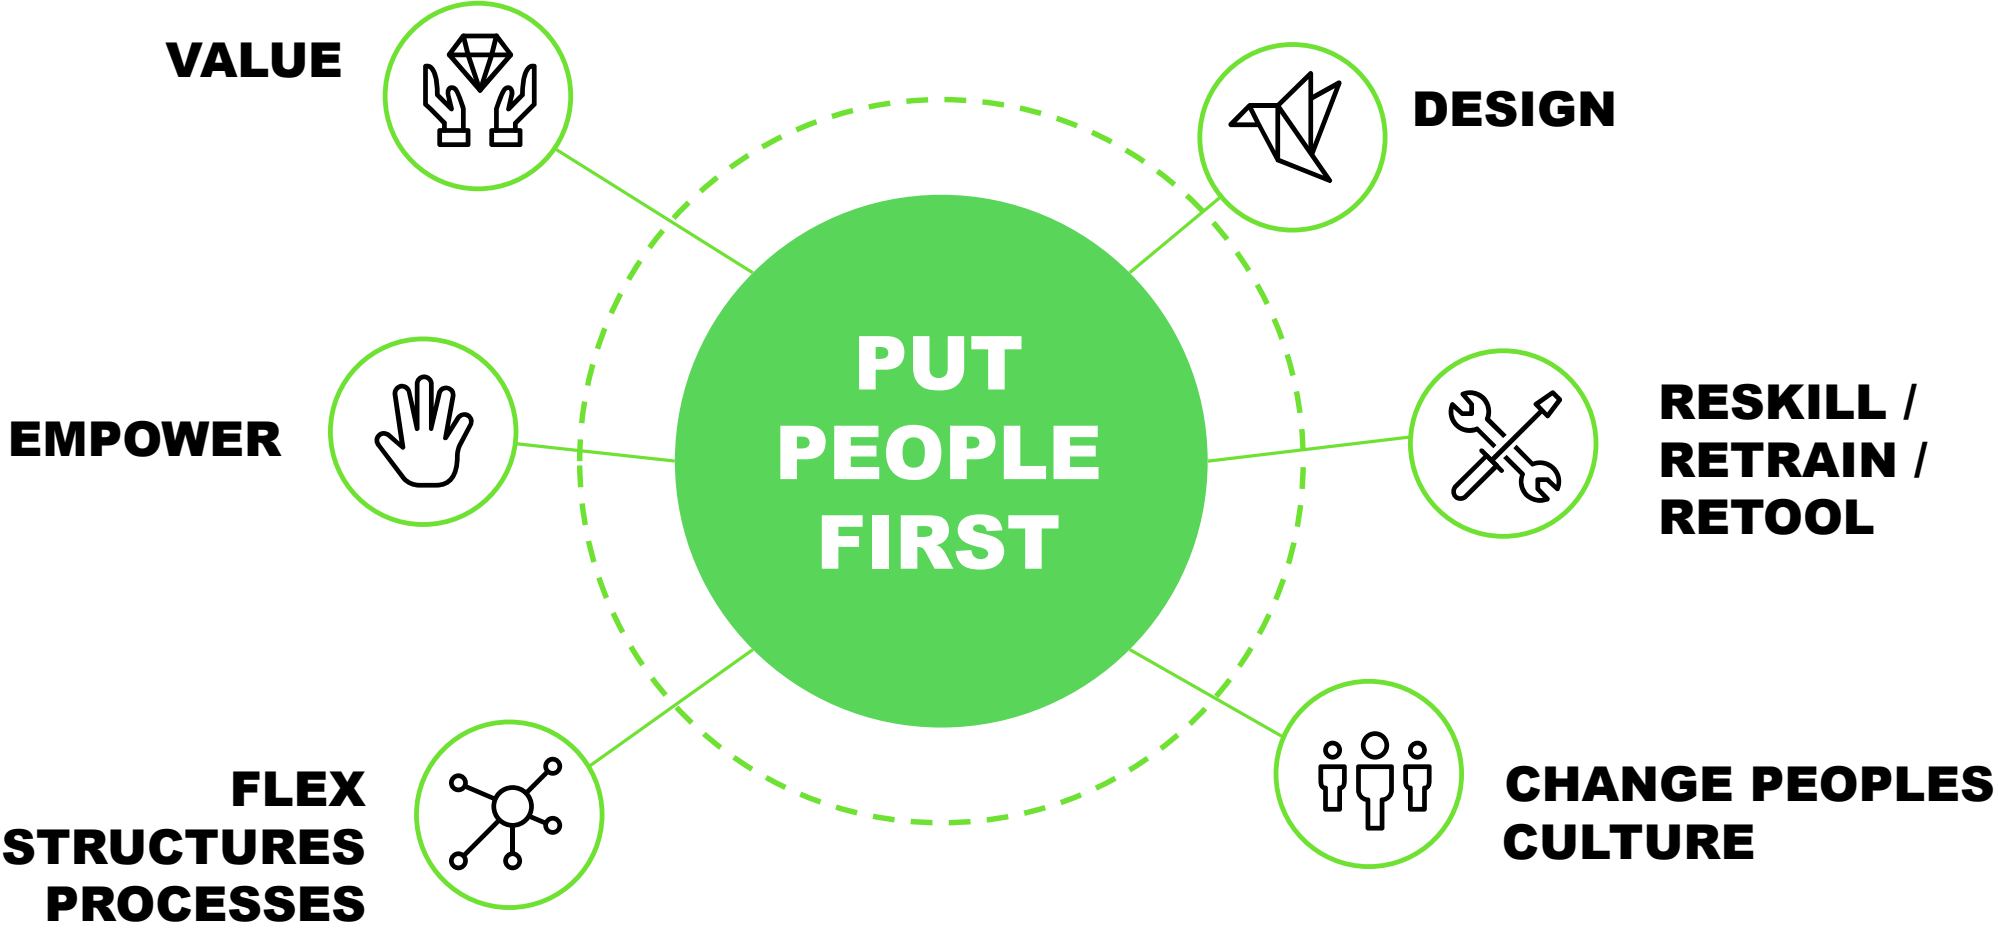 VALUE
DESIGN
PUT
PEOPLE
FIRST
EMPOWER
RESKILL /
RETRAIN /
RETOOL
FLEX
STRUCTURES
PROCESSES
CHANGE PEOPLES
CULTURE